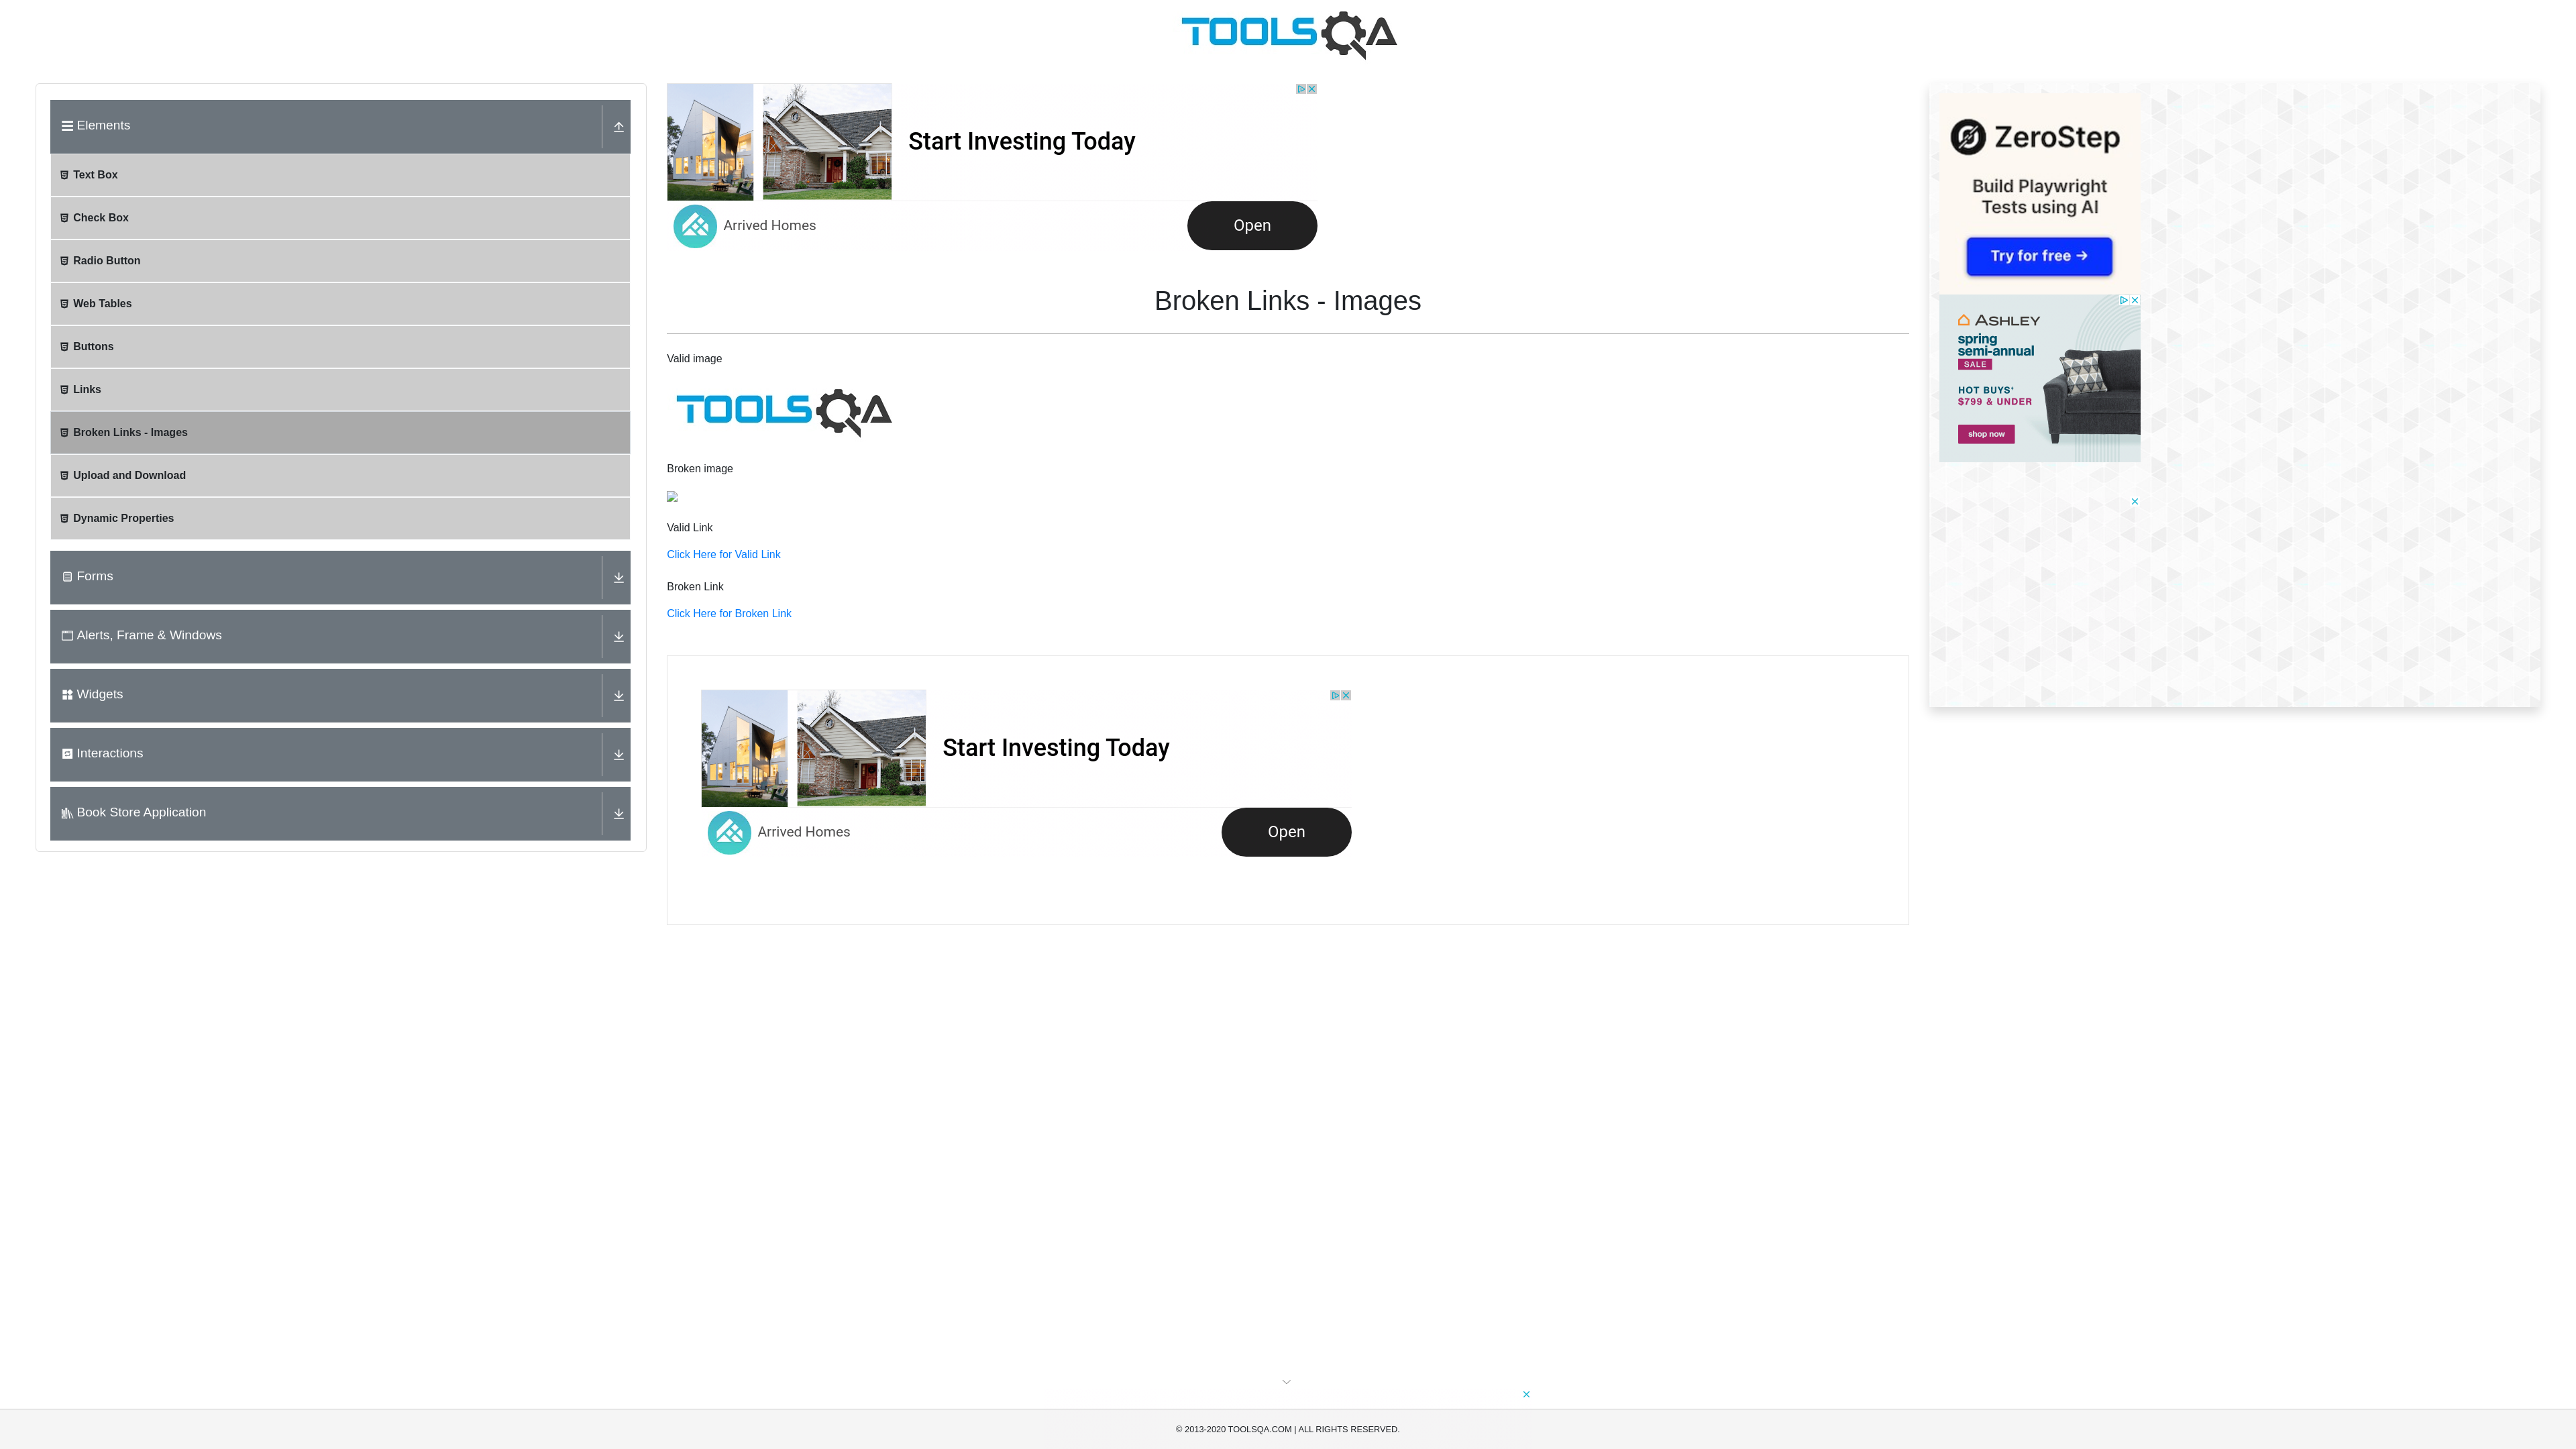 TOOLSQA
Elements
Text Box
Check Box
Radio Button
Web Tables
Buttons
Links
Broken Links - Images
Upload and Download
Dynamic Properties
Forms
Alerts, Frame & Windows
Widgets
Interactions
Book Store Application
Start Investing Today
Arrived Homes
Open
Broken Links - Images
Valid image
TOOLSQA
Broken image
Valid Link
Click Here for Valid Link
Broken Link
Click Here for Broken Link
Start Investing Today
Arrived Homes
Open
ZeroStep
Build Playwright
Tests using AI
Try for free →
ASHLEY
spring
semi-annual
SALE
HOT BUYS*
$799 & UNDER
shop now
© 2013-2020 TOOLSQA.COM | ALL RIGHTS RESERVED.